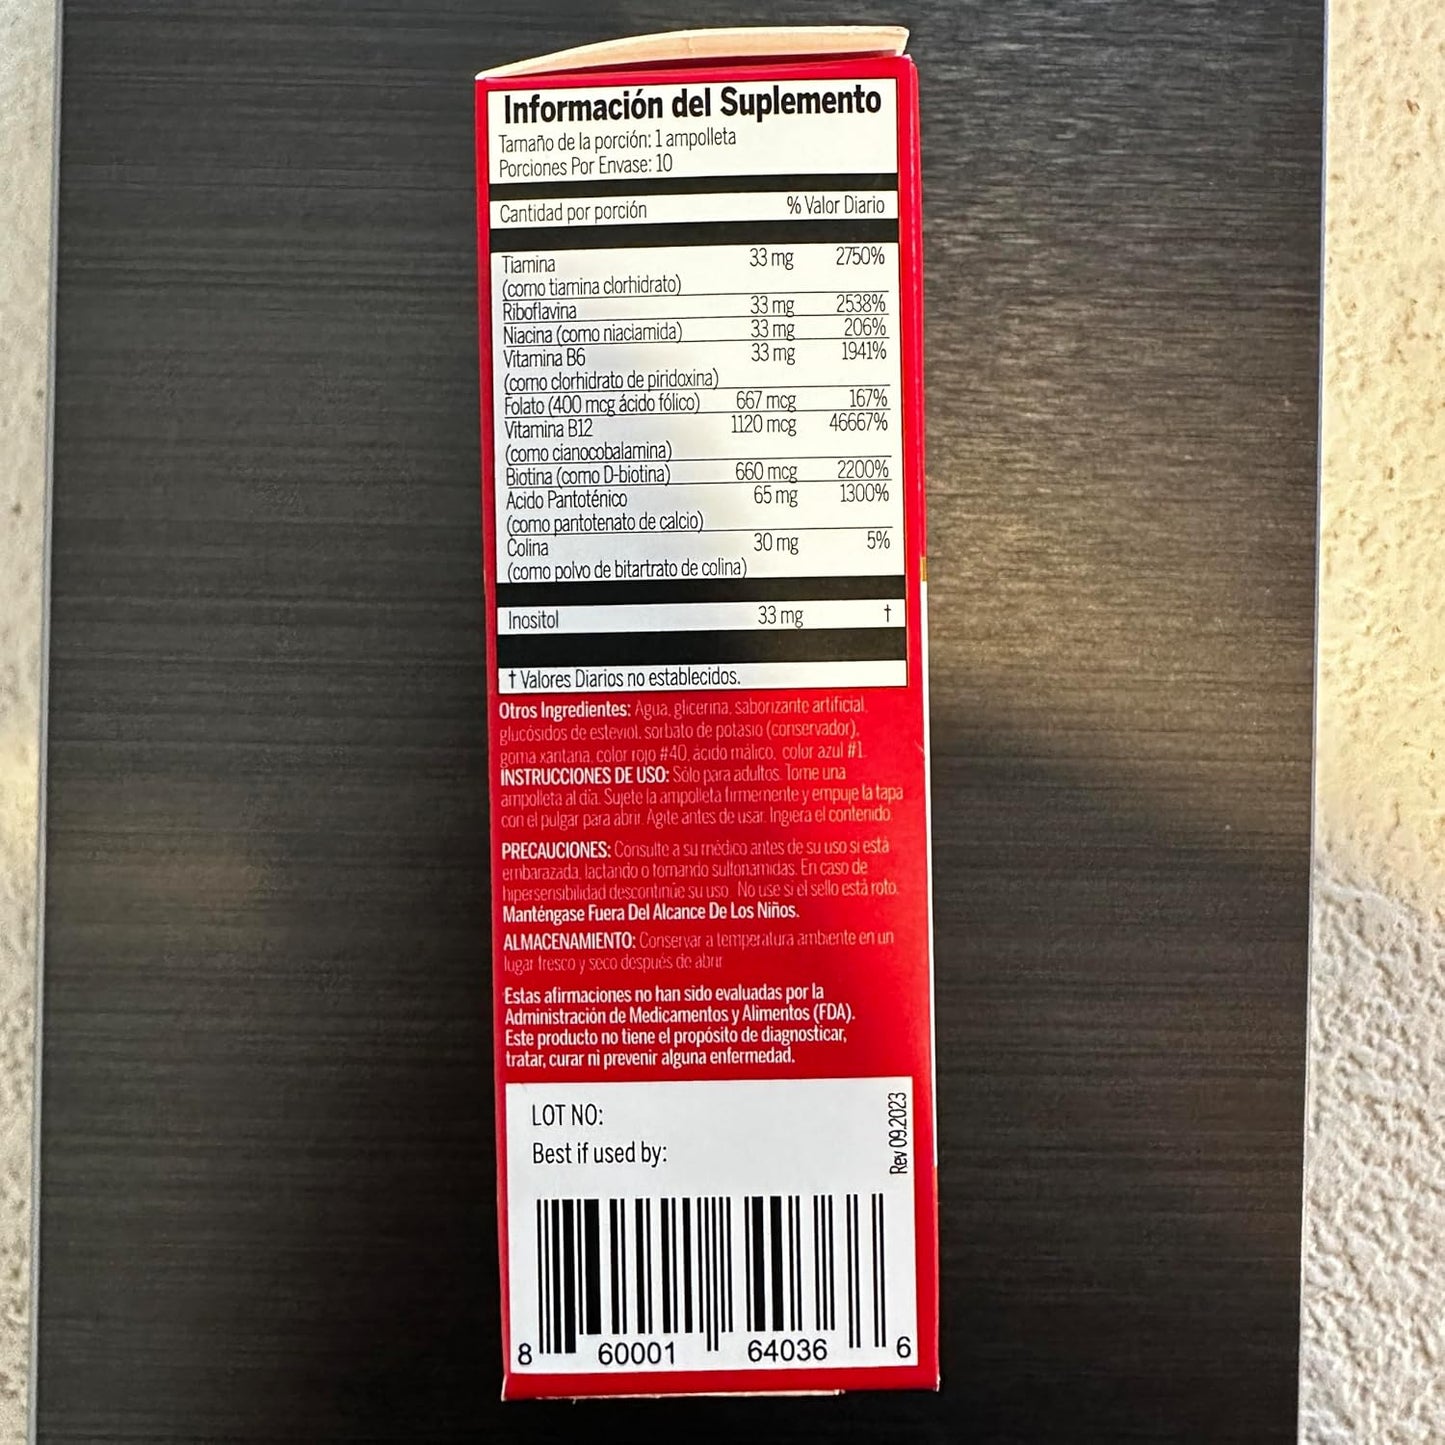 Información del Suplemento
Tamaño de la porción: 1 ampolleta
Porciones Por Envase: 10
Cantidad por porción % Valor Diario
Tiamina 33 mg 2750%
(como tiamina clorhidrato)
Riboflavina 33 mg 2538%
Niacina (como niaciamida) 33 mg 206%
Vitamina B6 33 mg 1941%
(como clorhidrato de piridoxina)
Folato (400 mcg ácido fólico) 667 mcg 167%
Vitamina B12 1120 mcg 46667%
(como cianocobalamina)
Biotina (como D-biotina) 660 mcg 2200%
Acido Pantoténico 65 mg 1300%
(como pantotenato de calcio)
Colina 30 mg 5%
(como polvo de bitartrato de colina)
Inositol 33 mg †
† Valores Diarios no establecidos.
Otros Ingredientes: Agua, glicerina, saborizante artificial,
glucósidos de esteviol, sorbato de potasio (conservador),
goma xantana, color rojo #40, ácido málico, color azul #1.
INSTRUCCIONES DE USO: Sólo para adultos. Tome una
ampolleta al día. Sujete la ampolleta firmemente y empuje la tapa
con el pulgar para abrir. Agite antes de usar. Ingiera el contenido.
PRECAUCIONES: Consulte a su médico antes de su uso si está
embarazada, lactando o tomando sulfonamidas. En caso de
hipersensibilidad descontinúe su uso. No use si el sello está roto.
Manténgase Fuera Del Alcance De Los Niños.
ALMACENAMIENTO: Conservar a temperatura ambiente en un
lugar fresco y seco después de abrir
Estas afirmaciones no han sido evaluadas por la
Administración de Medicamentos y Alimentos (FDA).
Este producto no tiene el propósito de diagnosticar,
tratar, curar ni prevenir alguna enfermedad.
LOT NO:
Best if used by:
Rev 09.2023
8 60001 64036 6